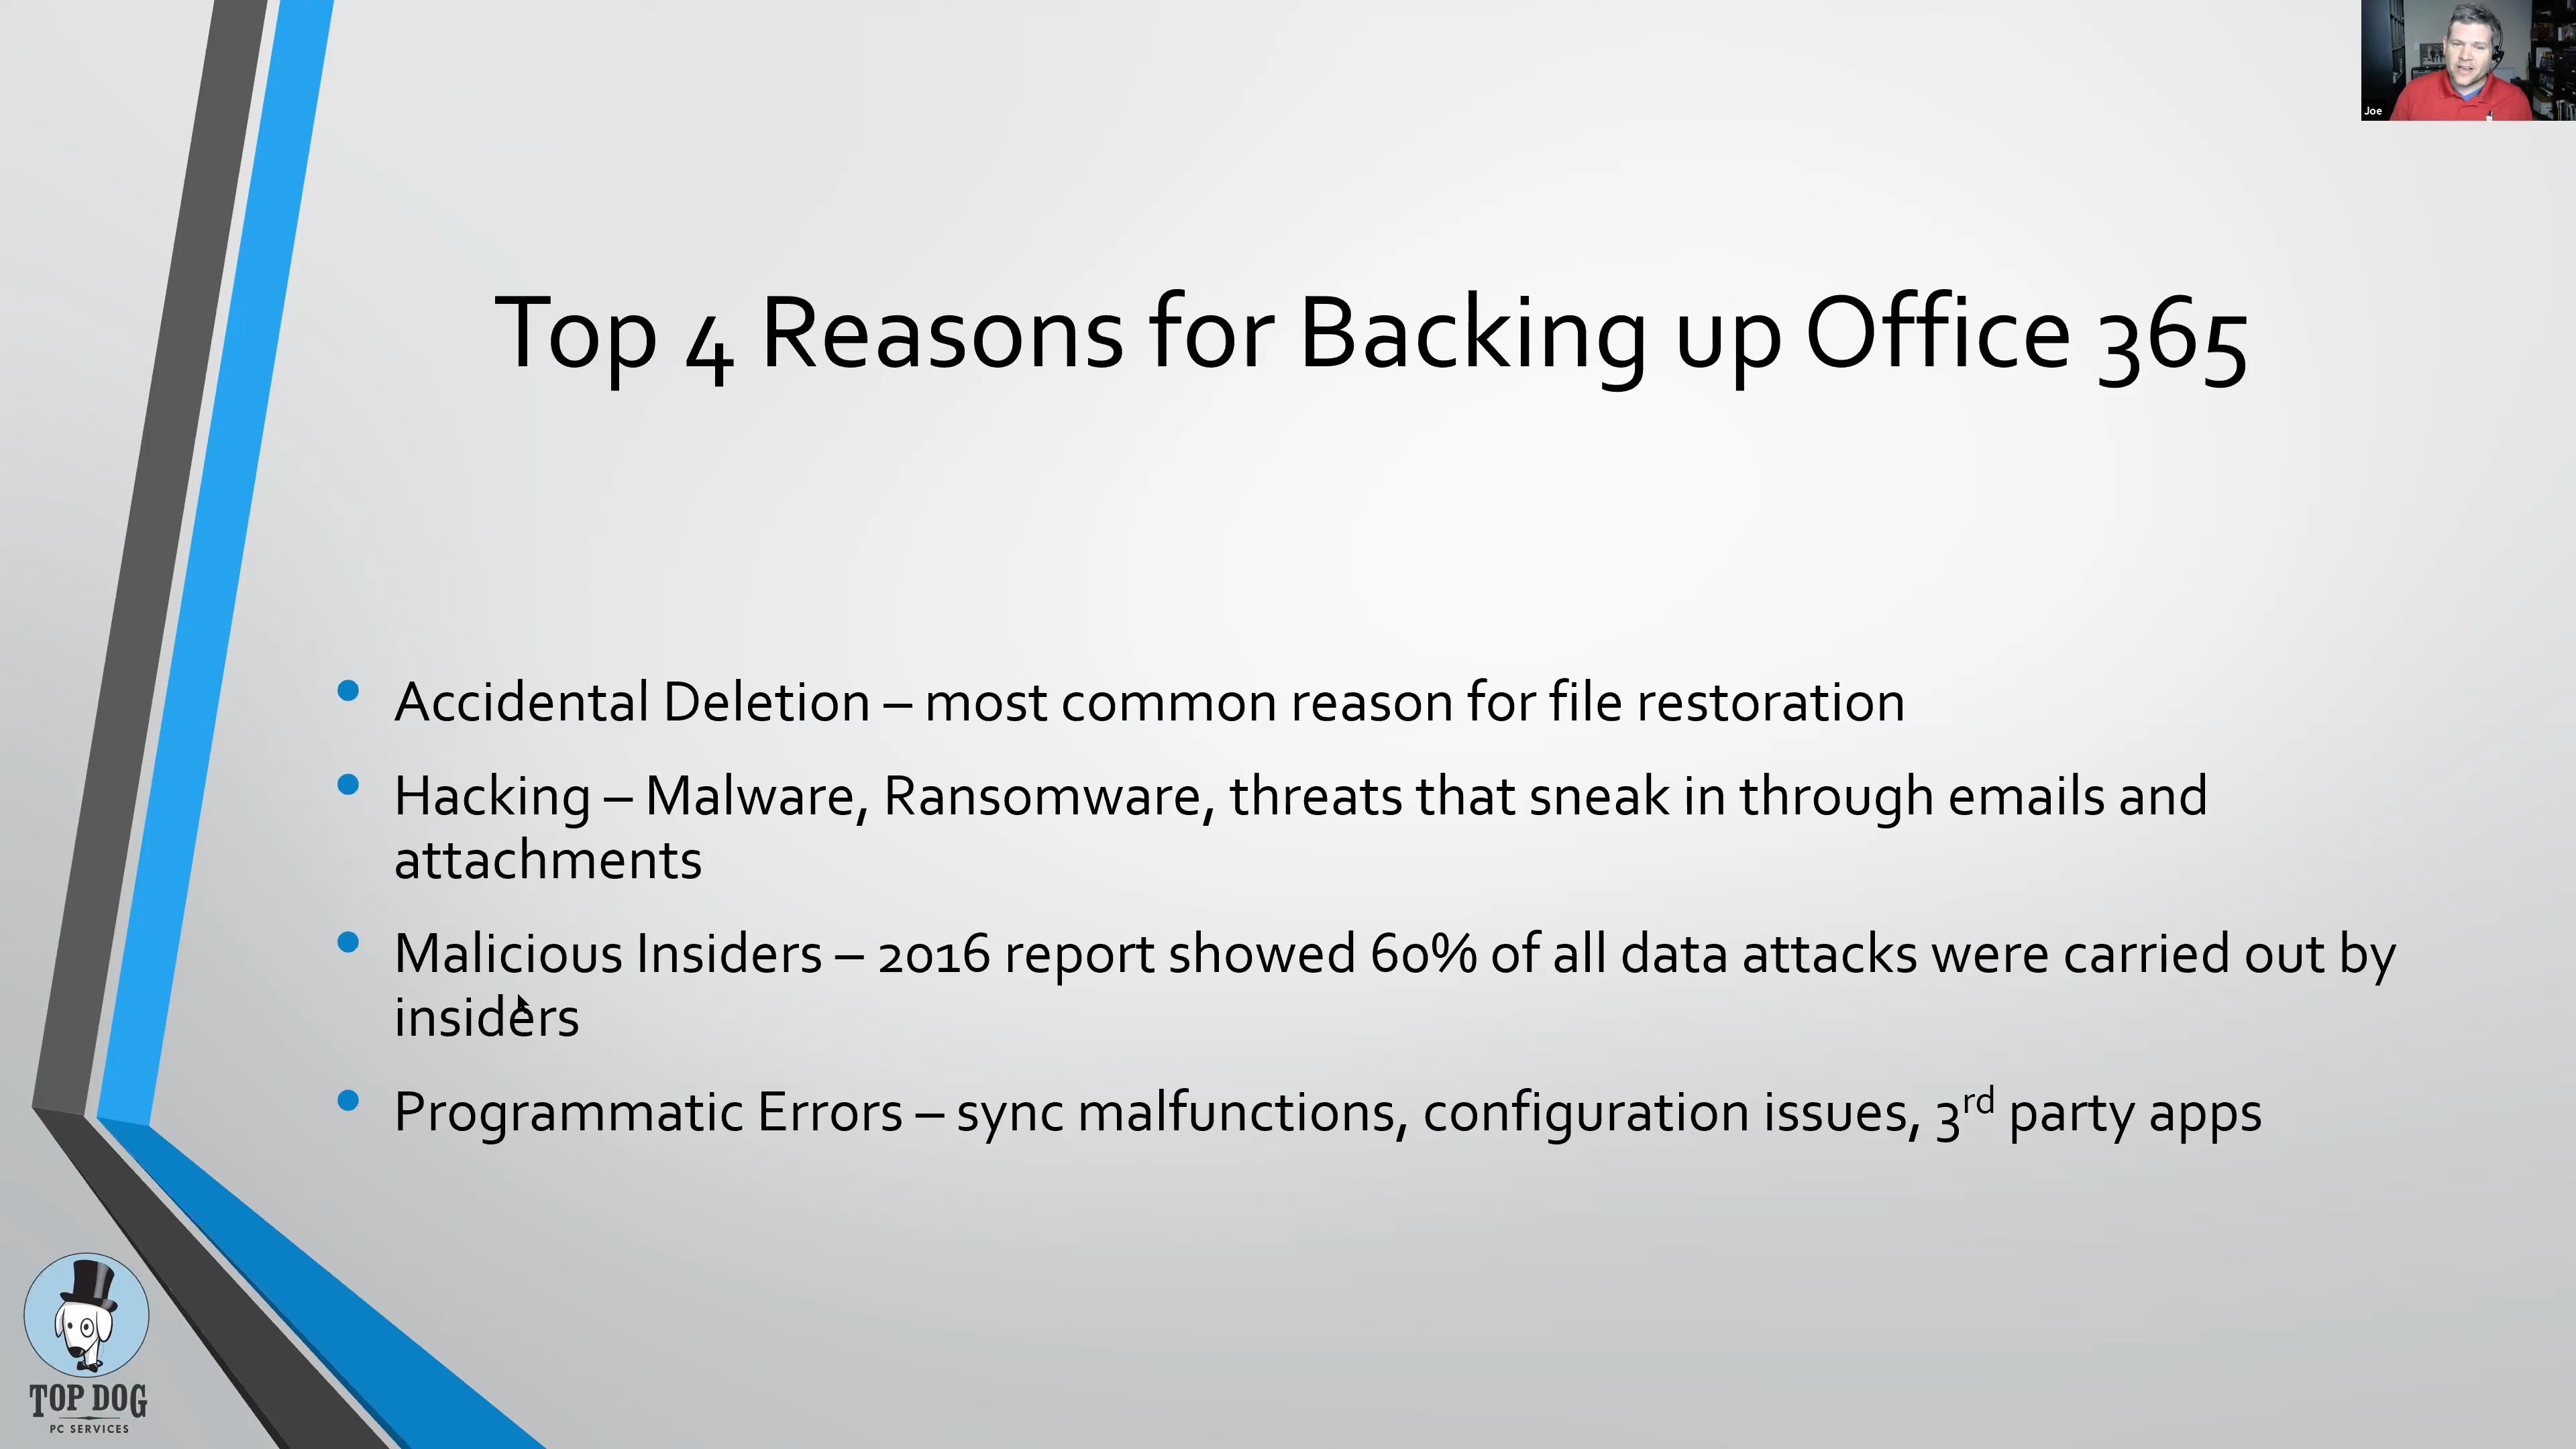 Joe
Top 4 Reasons for Backing up Office 365
Accidental Deletion – most common reason for file restoration
Hacking – Malware, Ransomware, threats that sneak in through emails and
attachments
Malicious Insiders – 2016 report showed 60% of all data attacks were carried out by
insiders
Programmatic Errors – sync malfunctions, configuration issues, 3rd party apps
TOP DOG
PC SERVICES